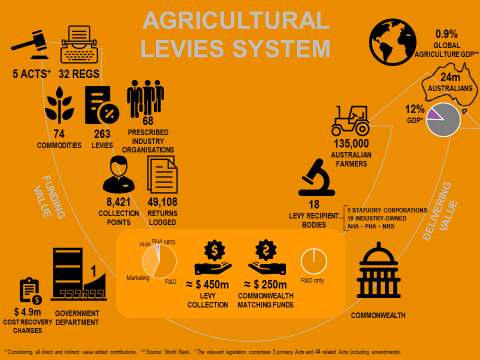 AGRICULTURAL
LEVIES SYSTEM
5 ACTS+ 32 REGS
74
COMMODITIES
263
LEVIES
68
PRESCRIBED
INDUSTRY
ORGANISATIONS
8,421
COLLECTION
POINTS
49,108
RETURNS
LODGED
FUNDING
VALUE
0.9%
GLOBAL
AGRICULTURE GDP**
24m
AUSTRALIANS
12%
GDP*
135,000
AUSTRALIAN
FARMERS
18
LEVY RECIPIENT
BODIES
5 STATUORY CORPORATIONS
10 INDUSTRY-OWNED
AHA – PHA – NRS
DELIVERING
VALUE
$ 4.9m
COST RECOVERY
CHARGES
1
GOVERNMENT
DEPARTMENT
AHA PHA NRS
Marketing R&D
≈ $ 450m
LEVY
COLLECTION
≈ $ 250m
COMMONWEALTH
MATCHING FUNDS
R&D only
COMMONWEALTH
* Considering all direct and indirect value added contributions. ** Source: World Bank. + The relevant legislation comprises 5 primary Acts and 44 related Acts (including amendments).